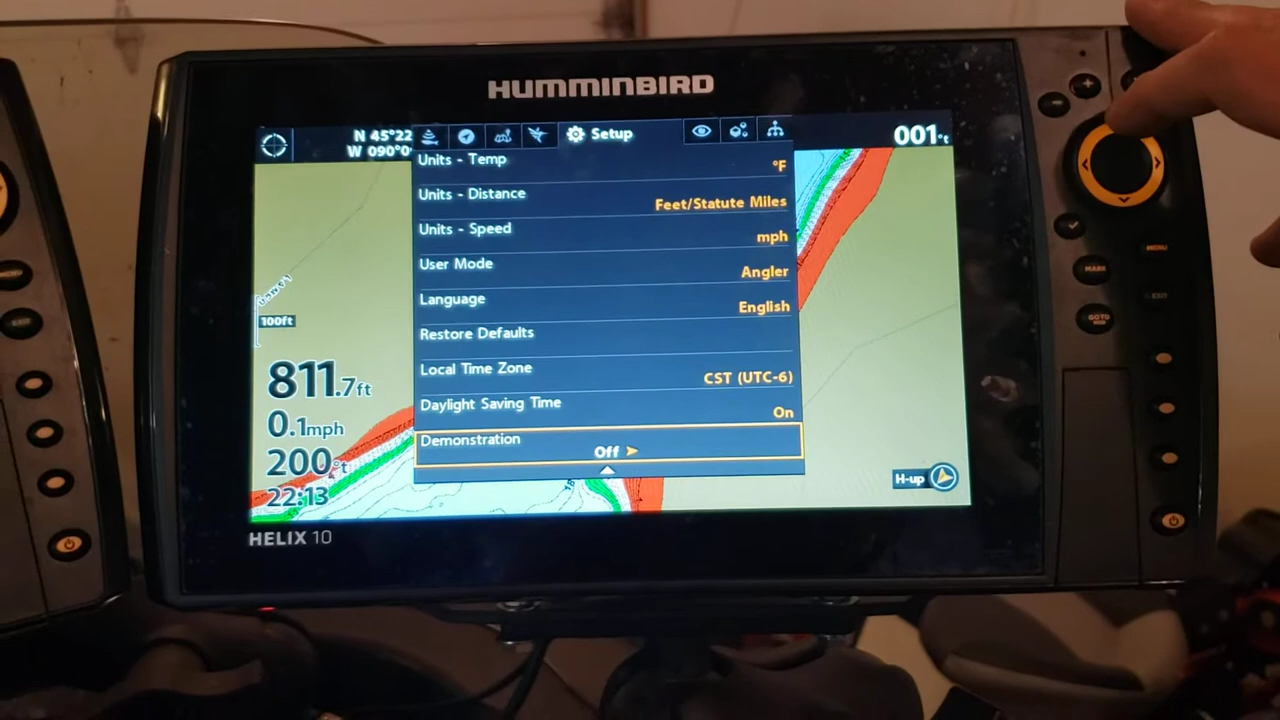 HUMMINBIRD
N 45°22
W 090°0
Setup
001°t
Units - Temp
°F
Units - Distance
Feet/Statute Miles
Units - Speed
mph
User Mode
Angler
Language
English
Restore Defaults
Local Time Zone
CST (UTC-6)
Daylight Saving Time
On
Demonstration
Off
100ft
811.7ft
0.1mph
200°t
22:13
H-up
HELIX 10
MENU
MARK
EXIT
GOTO